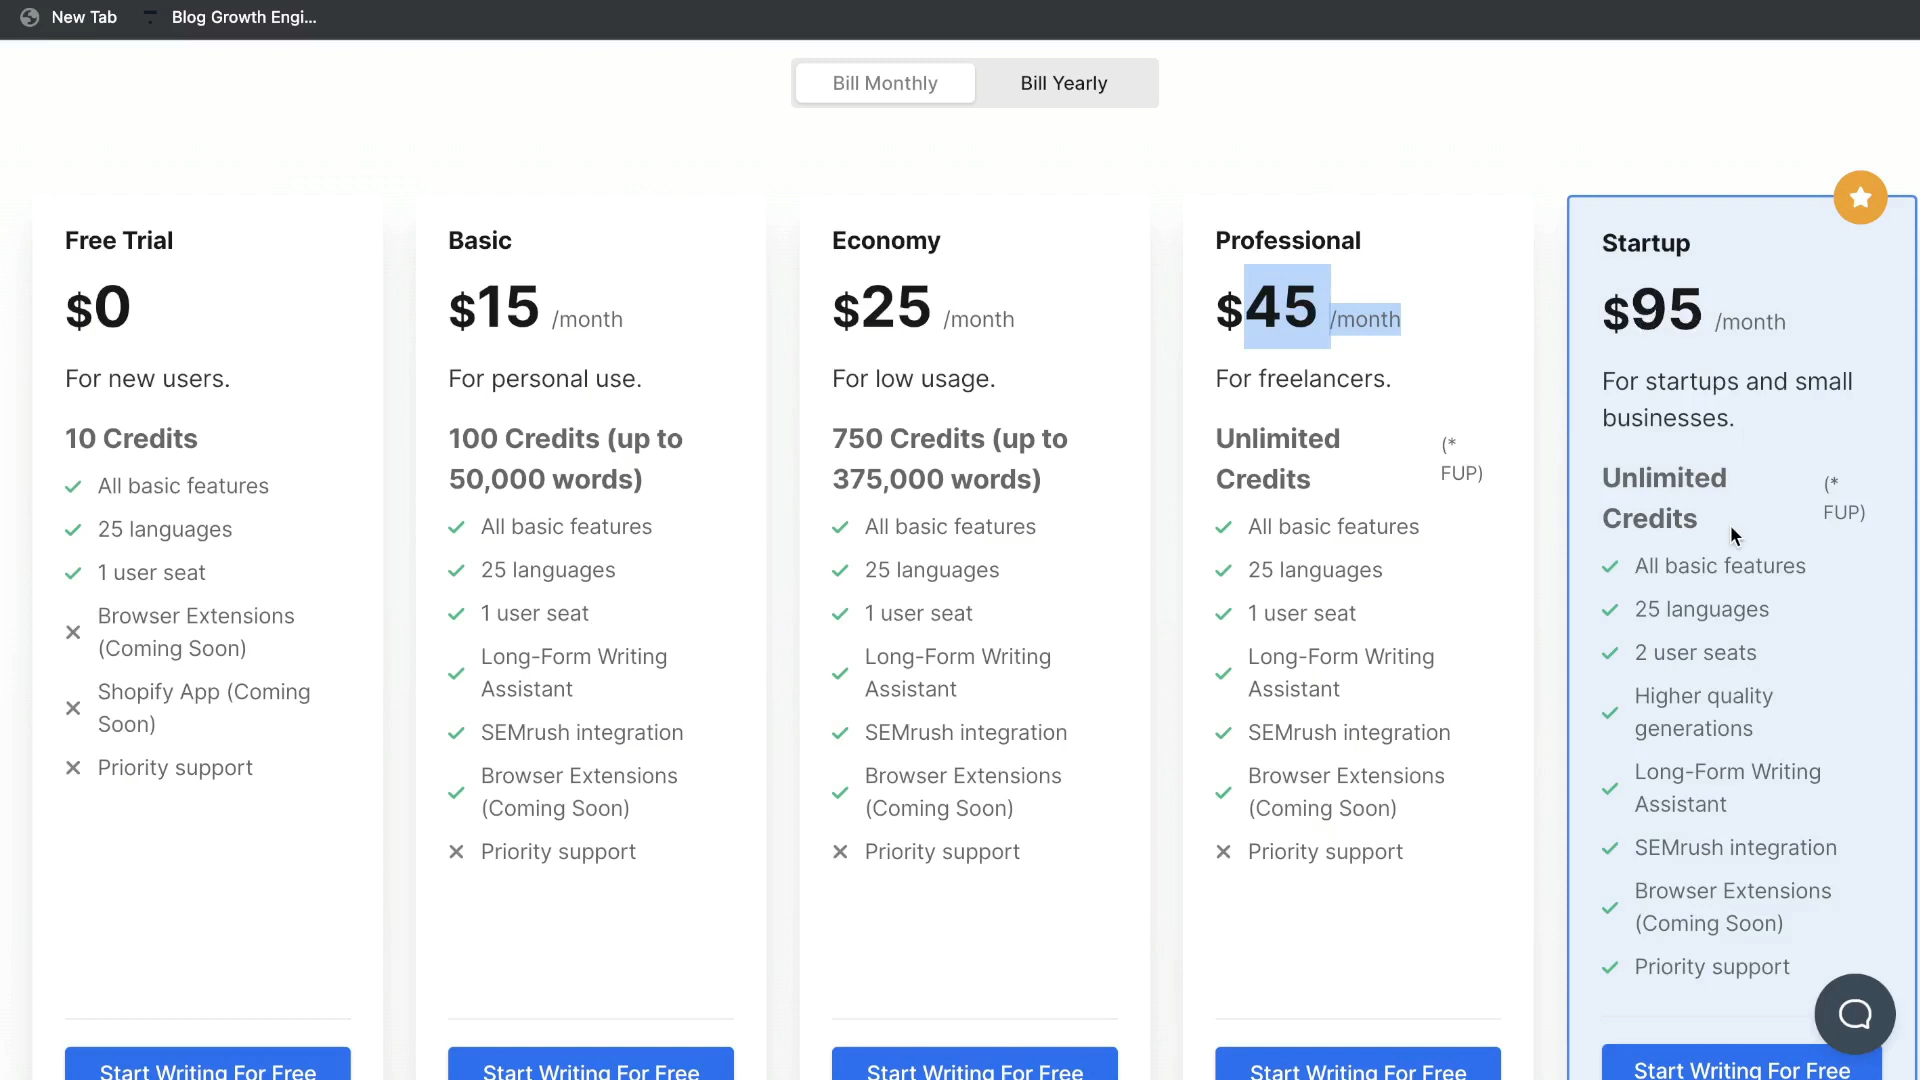 New Tab
Blog Growth Engi...
Bill Monthly
Bill Yearly
Free Trial
$0
For new users.
10 Credits
All basic features
25 languages
1 user seat
Browser Extensions
(Coming Soon)
Shopify App (Coming
Soon)
Priority support
Start Writing For Free
Basic
$15 /month
For personal use.
100 Credits (up to
50,000 words)
All basic features
25 languages
1 user seat
Long-Form Writing
Assistant
SEMrush integration
Browser Extensions
(Coming Soon)
Priority support
Start Writing For Free
Economy
$25 /month
For low usage.
750 Credits (up to
375,000 words)
All basic features
25 languages
1 user seat
Long-Form Writing
Assistant
SEMrush integration
Browser Extensions
(Coming Soon)
Priority support
Start Writing For Free
Professional
$45 /month
For freelancers.
Unlimited (*
Credits FUP)
All basic features
25 languages
1 user seat
Long-Form Writing
Assistant
SEMrush integration
Browser Extensions
(Coming Soon)
Priority support
Start Writing For Free
Startup
$95 /month
For startups and small
businesses.
Unlimited (*
Credits FUP)
All basic features
25 languages
2 user seats
Higher quality
generations
Long-Form Writing
Assistant
SEMrush integration
Browser Extensions
(Coming Soon)
Priority support
Start Writing For Free